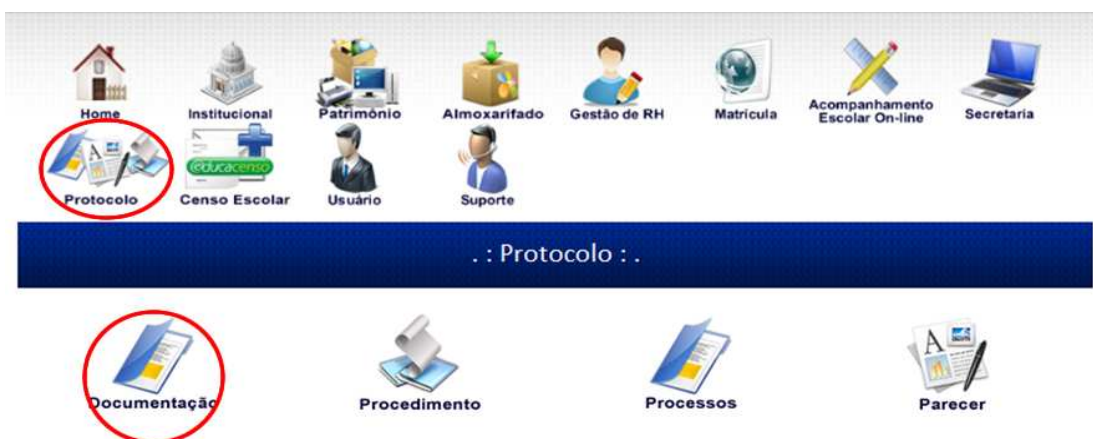 Home
Institucional
Patrimônio
Almoxarifado
Gestão de RH
Matrícula
Acompanhamento
Escolar On-line
Secretaria
educacenso
Protocolo
Censo Escolar
Usuário
Suporte
. : Protocolo : .
Documentação
Procedimento
Processos
Parecer